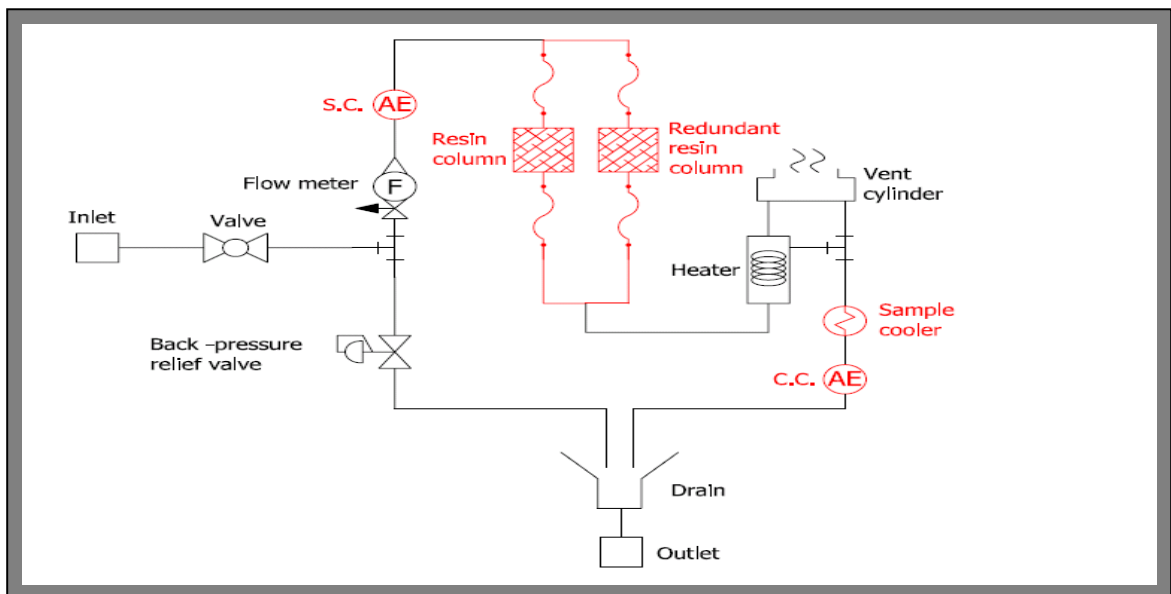 S.C.
AE
Resin
column
Redundant
resin
column
Flow meter
F
Vent
cylinder
Inlet
Valve
Heater
Sample
cooler
Back –pressure
relief valve
C.C.
AE
Drain
Outlet